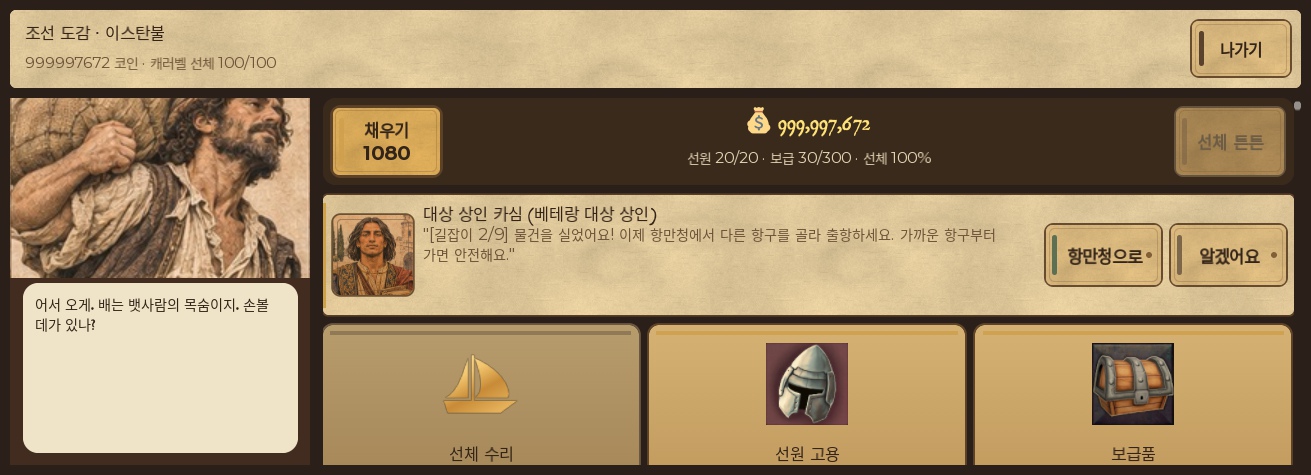 조선 도감 · 이스탄불
999997672 코인 · 캐러벨 선체 100/100
나가기
채우기
1080
999,997,672
선원 20/20 · 보급 30/300 · 선체 100%
선체 튼튼
대상 상인 카심 (베테랑 대상 상인)
"[길잡이 2/9] 물건을 실었어요! 이제 항만청에서 다른 항구를 골라 출항하세요. 가까운 항구부터
가면 안전해요."
항만청으로
알겠어요
어서 오게. 배는 뱃사람의 목숨이지. 손볼
데가 있나?
선체 수리
선원 고용
보급품